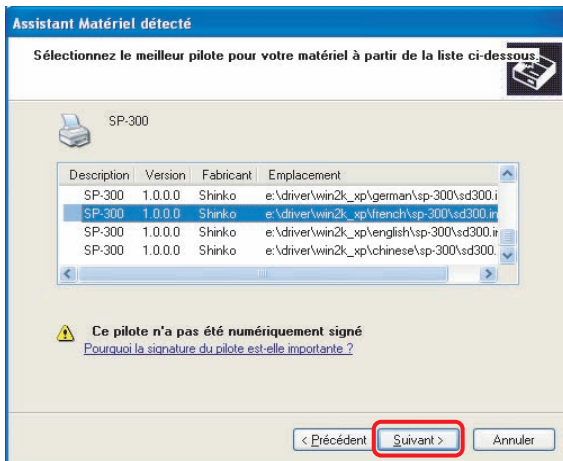 Assistant Matériel détecté
Sélectionnez le meilleur pilote pour votre matériel à partir de la liste ci-dessous.
SP-300
Description Version Fabricant Emplacement
SP-300 1.0.0.0 Shinko e:\driver\win2k_xp\german\sp-300\sd300.i
SP-300 1.0.0.0 Shinko e:\driver\win2k_xp\french\sp-300\sd300.in
SP-300 1.0.0.0 Shinko e:\driver\win2k_xp\english\sp-300\sd300.ir
SP-300 1.0.0.0 Shinko e:\driver\win2k_xp\chinese\sp-300\sd300.
Ce pilote n'a pas été numériquement signé
Pourquoi la signature du pilote est-elle importante ?
< Précédent Suivant > Annuler